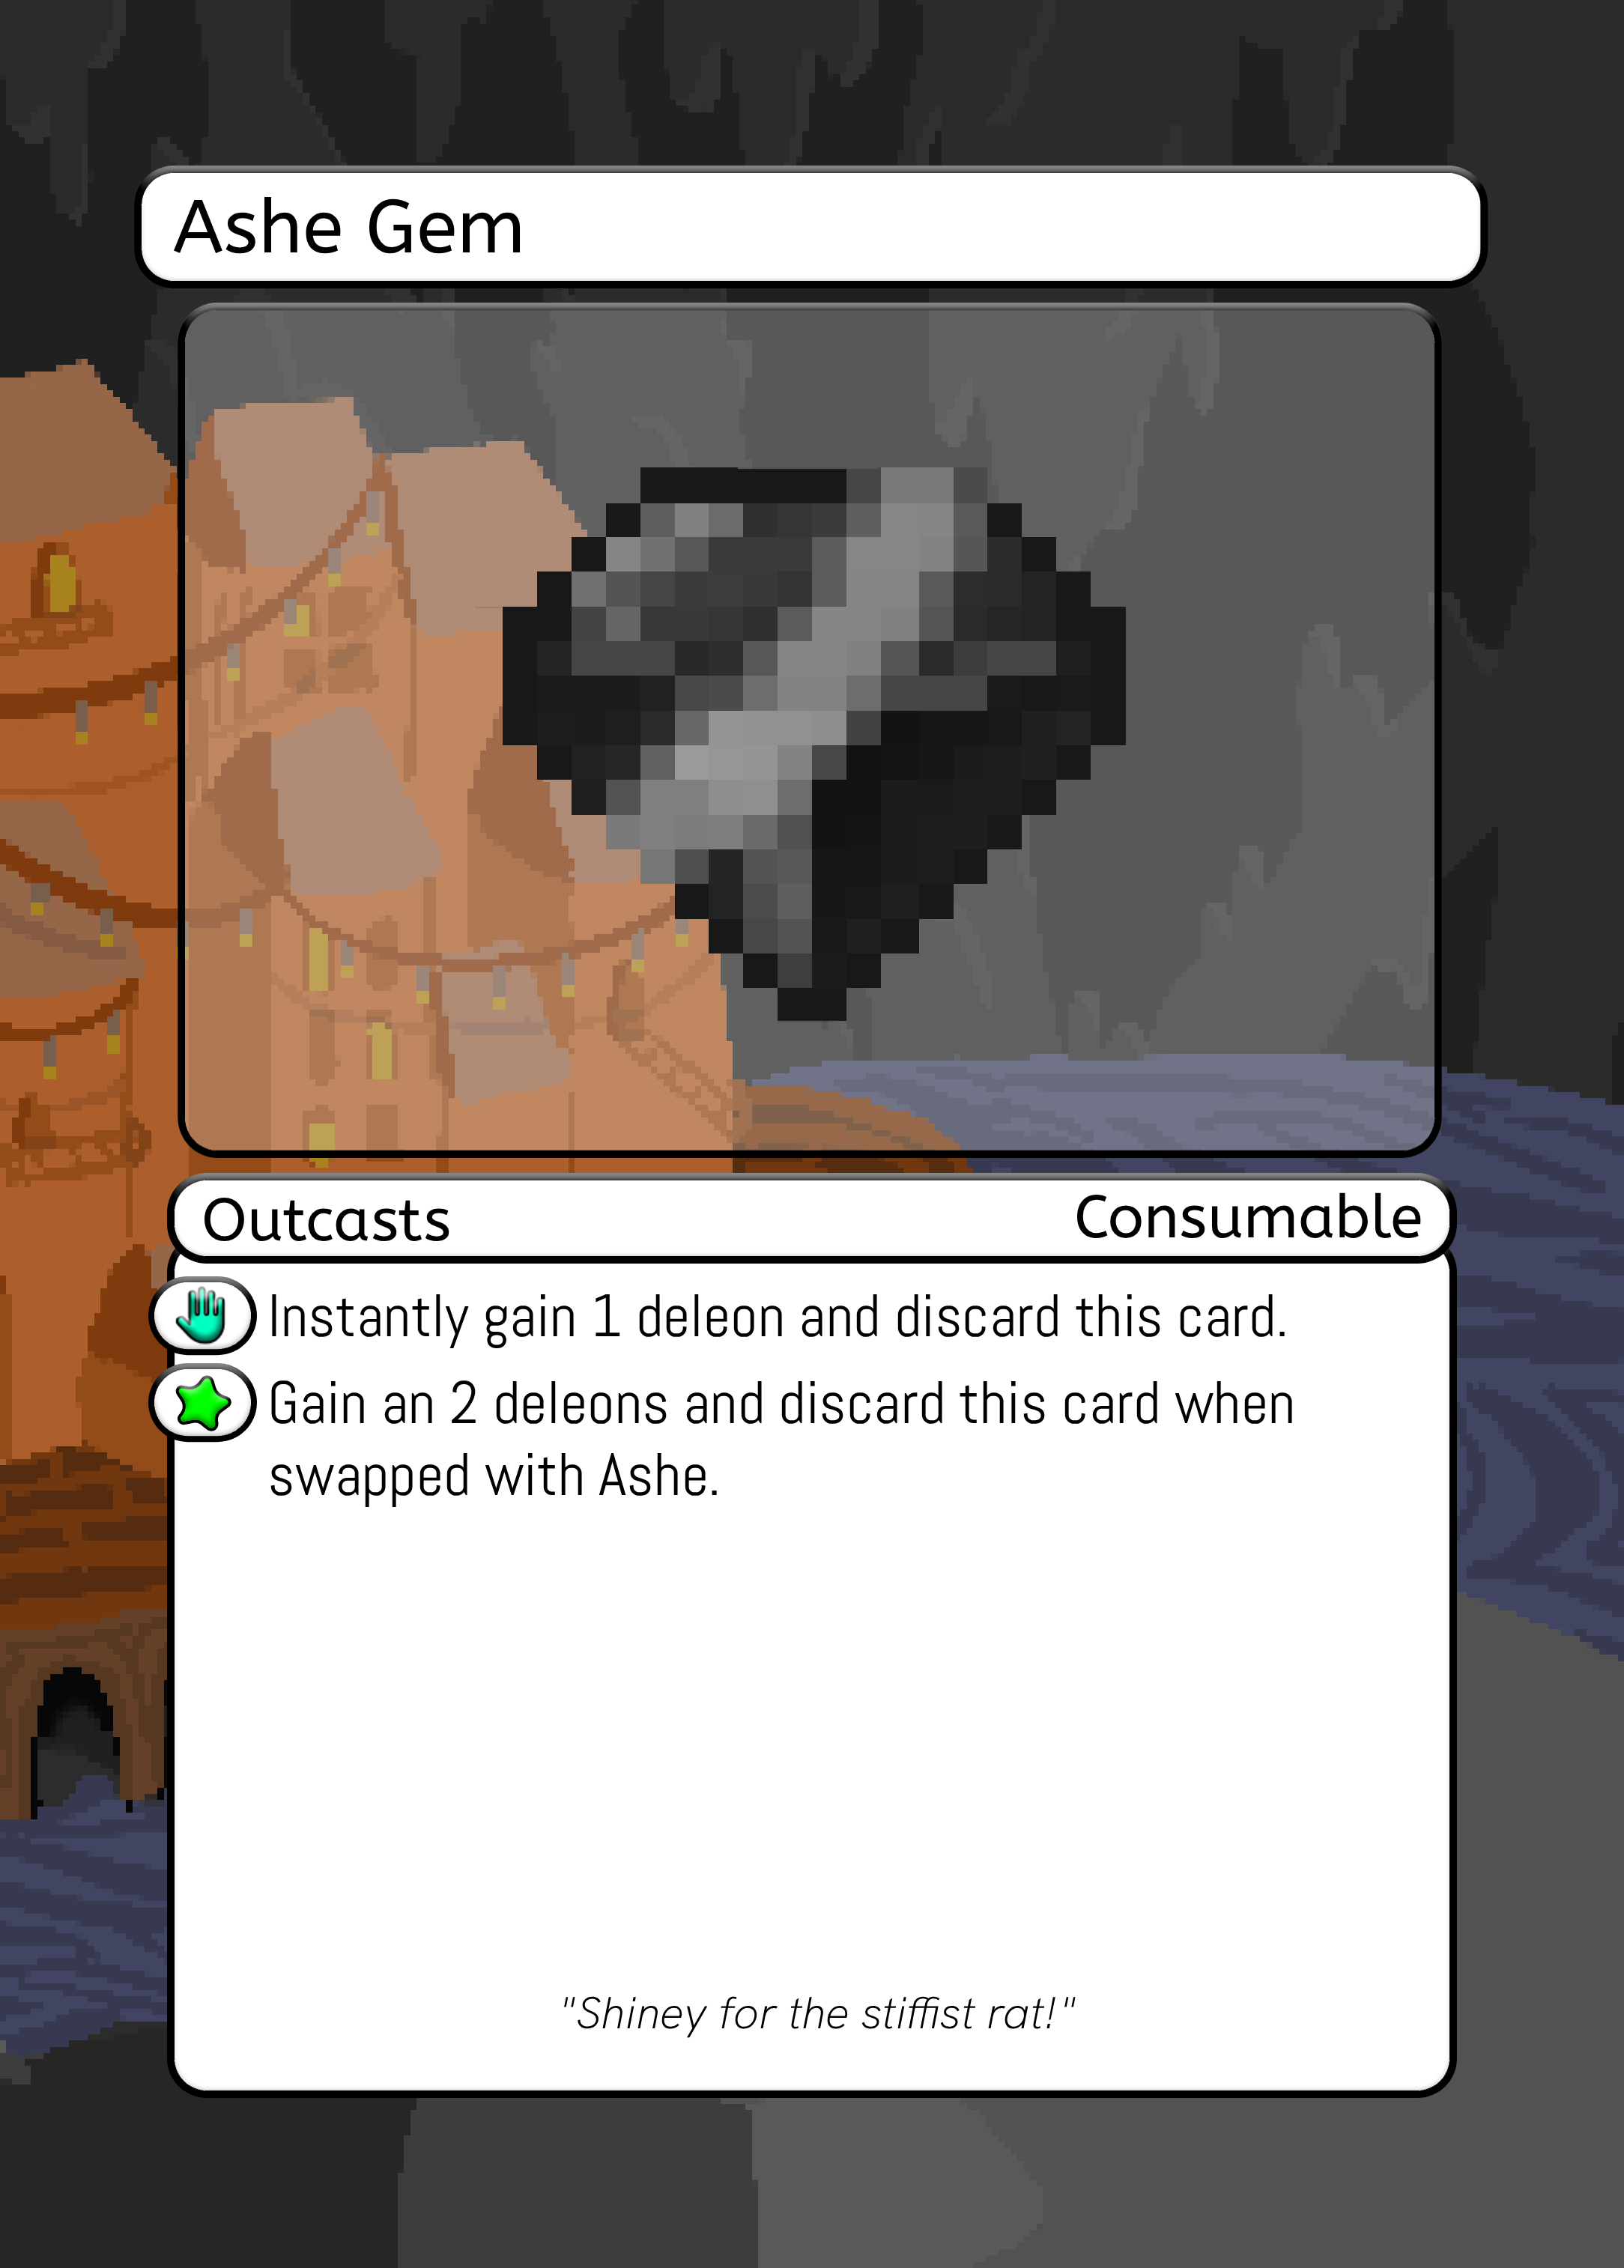 Ashe Gem
Outcasts
Consumable
Instantly gain 1 deleon and discard this card.
Gain an 2 deleons and discard this card when
swapped with Ashe.
"Shiney for the stiffist rat!"